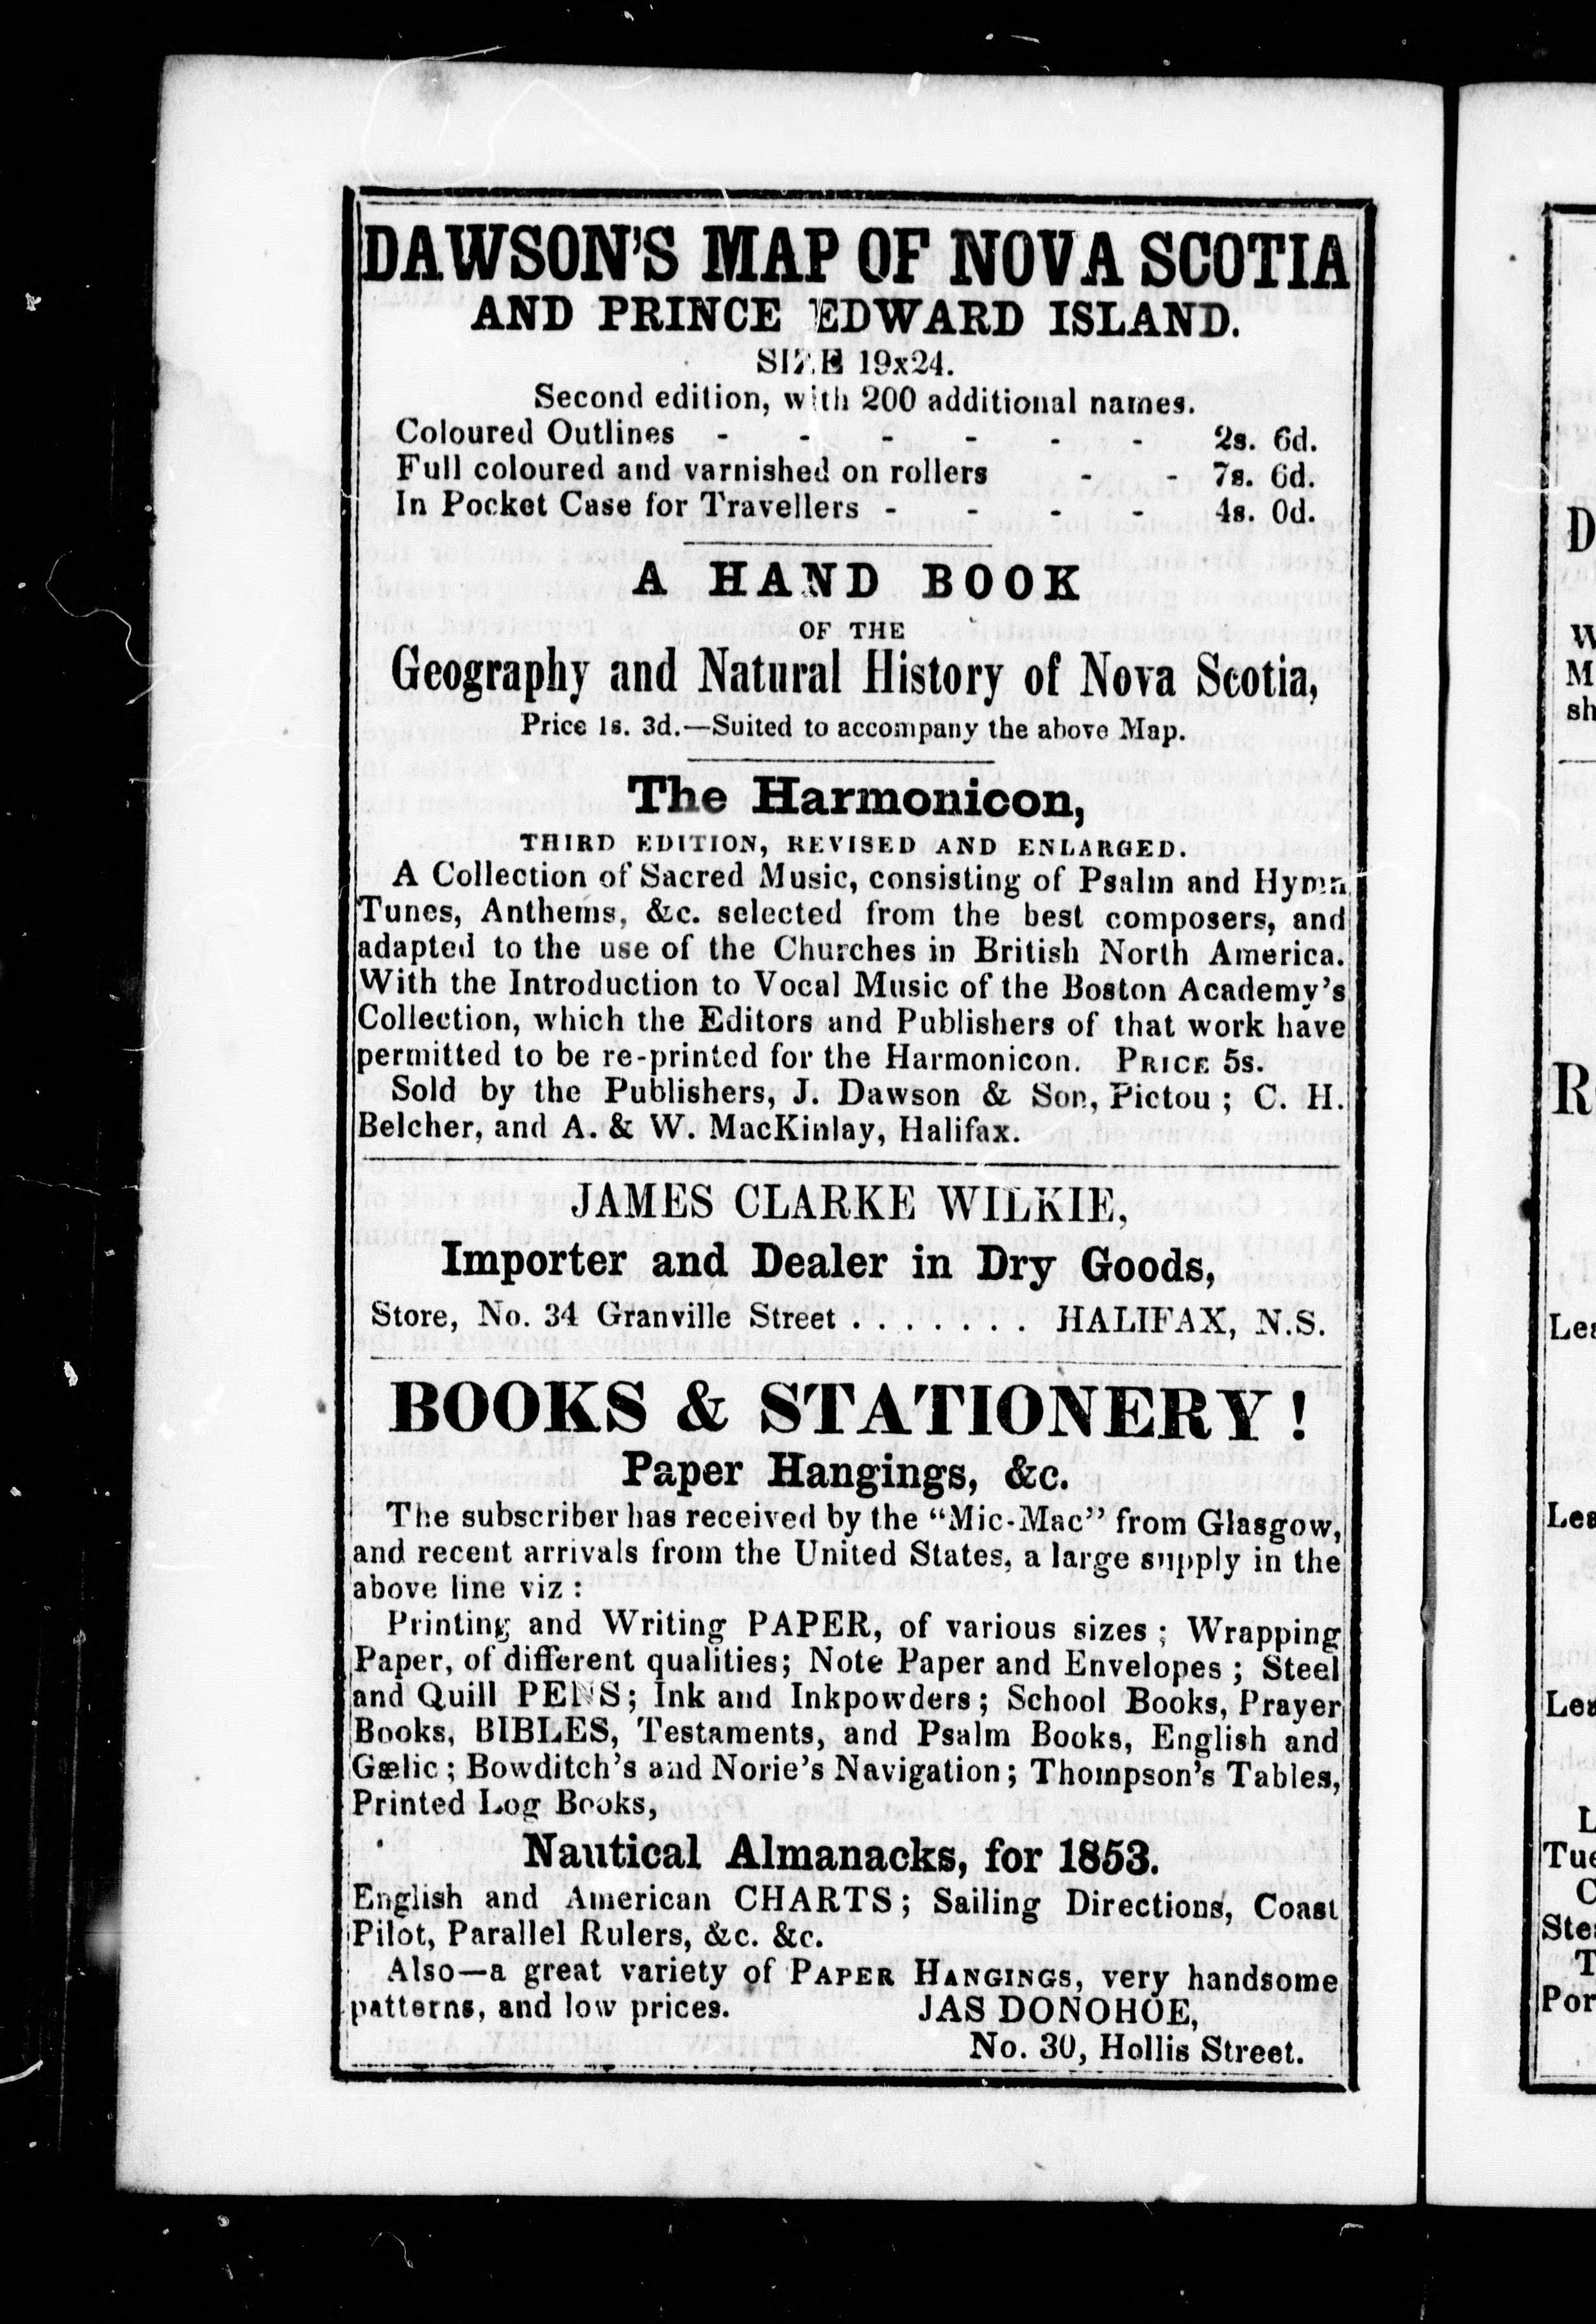 DAWSON'S MAP OF NOVA SCOTIA
AND PRINCE EDWARD ISLAND.
SIZE 19x24.
Second edition, with 200 additional names.
Coloured Outlines - - - - - - 2s. 6d.
Full coloured and varnished on rollers - - 7s. 6d.
In Pocket Case for Travellers - - - - 4s. 0d.
A HAND BOOK
OF THE
Geography and Natural History of Nova Scotia,
Price 1s. 3d.—Suited to accompany the above Map.
The Harmonicon,
THIRD EDITION, REVISED AND ENLARGED.
A Collection of Sacred Music, consisting of Psalm and Hymn
Tunes, Anthems, &c. selected from the best composers, and
adapted to the use of the Churches in British North America.
With the Introduction to Vocal Music of the Boston Academy's
Collection, which the Editors and Publishers of that work have
permitted to be re-printed for the Harmonicon. PRICE 5s.
Sold by the Publishers, J. Dawson & Son, Pictou ; C. H.
Belcher, and A. & W. MacKinlay, Halifax.
JAMES CLARKE WILKIE,
Importer and Dealer in Dry Goods,
Store, No. 34 Granville Street . . . . . . . HALIFAX, N.S.
BOOKS & STATIONERY!
Paper Hangings, &c.
The subscriber has received by the "Mic-Mac" from Glasgow,
and recent arrivals from the United States, a large supply in the
above line viz :
Printing and Writing PAPER, of various sizes ; Wrapping
Paper, of different qualities; Note Paper and Envelopes ; Steel
and Quill PENS; Ink and Inkpowders ; School Books, Prayer
Books, BIBLES, Testaments, and Psalm Books, English and
Gælic ; Bowditch's and Norie's Navigation ; Thompson's Tables,
Printed Log Books,
Nautical Almanacks, for 1853.
English and American CHARTS ; Sailing Directions, Coast
Pilot, Parallel Rulers, &c. &c.
Also—a great variety of PAPER HANGINGS, very handsome
patterns, and low prices. JAS DONOHOE,
No. 30, Hollis Street.